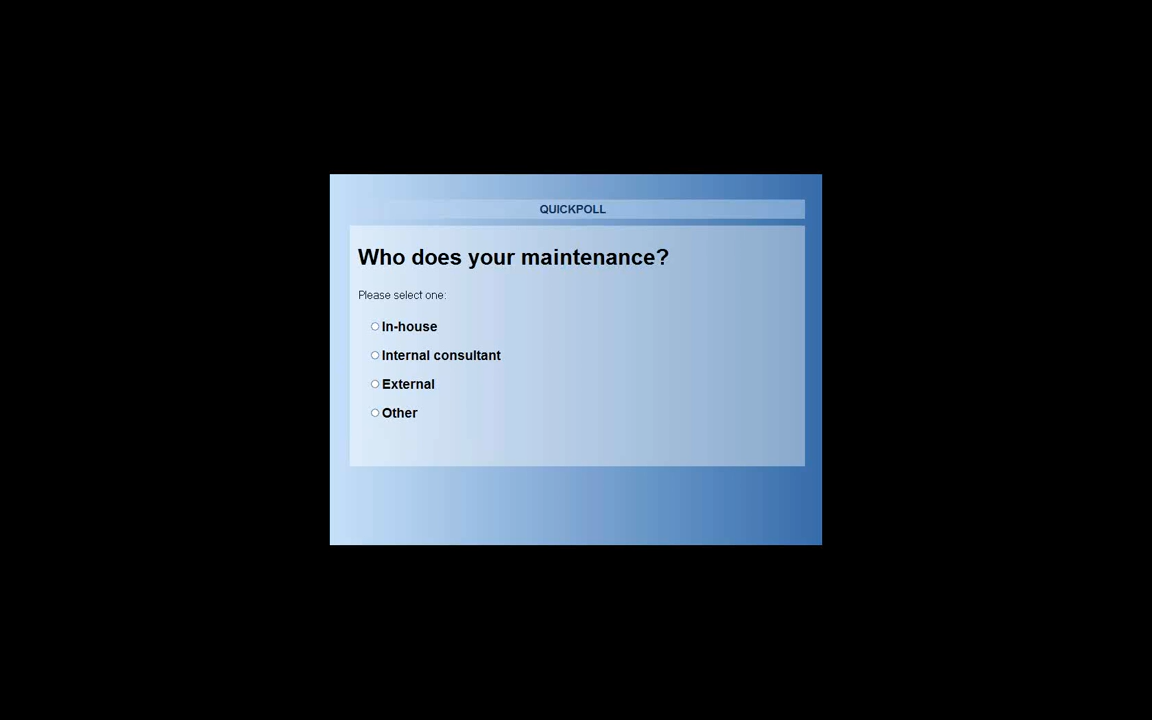 QUICKPOLL
Who does your maintenance?
Please select one:
In-house
Internal consultant
External
Other